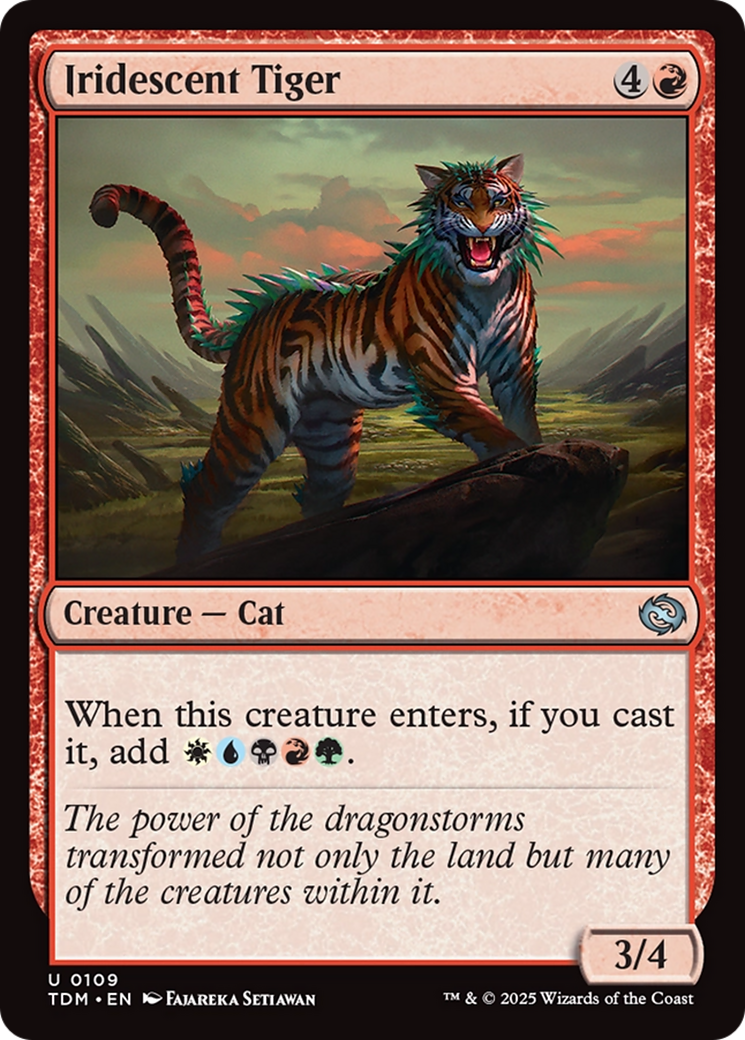 Iridescent Tiger 4
Creature — Cat
When this creature enters, if you cast
it, add .
The power of the dragonstorms
transformed not only the land but many
of the creatures within it.
3/4
U 0109
TDM • EN Fajareka Setiawan
™ & © 2025 Wizards of the Coast